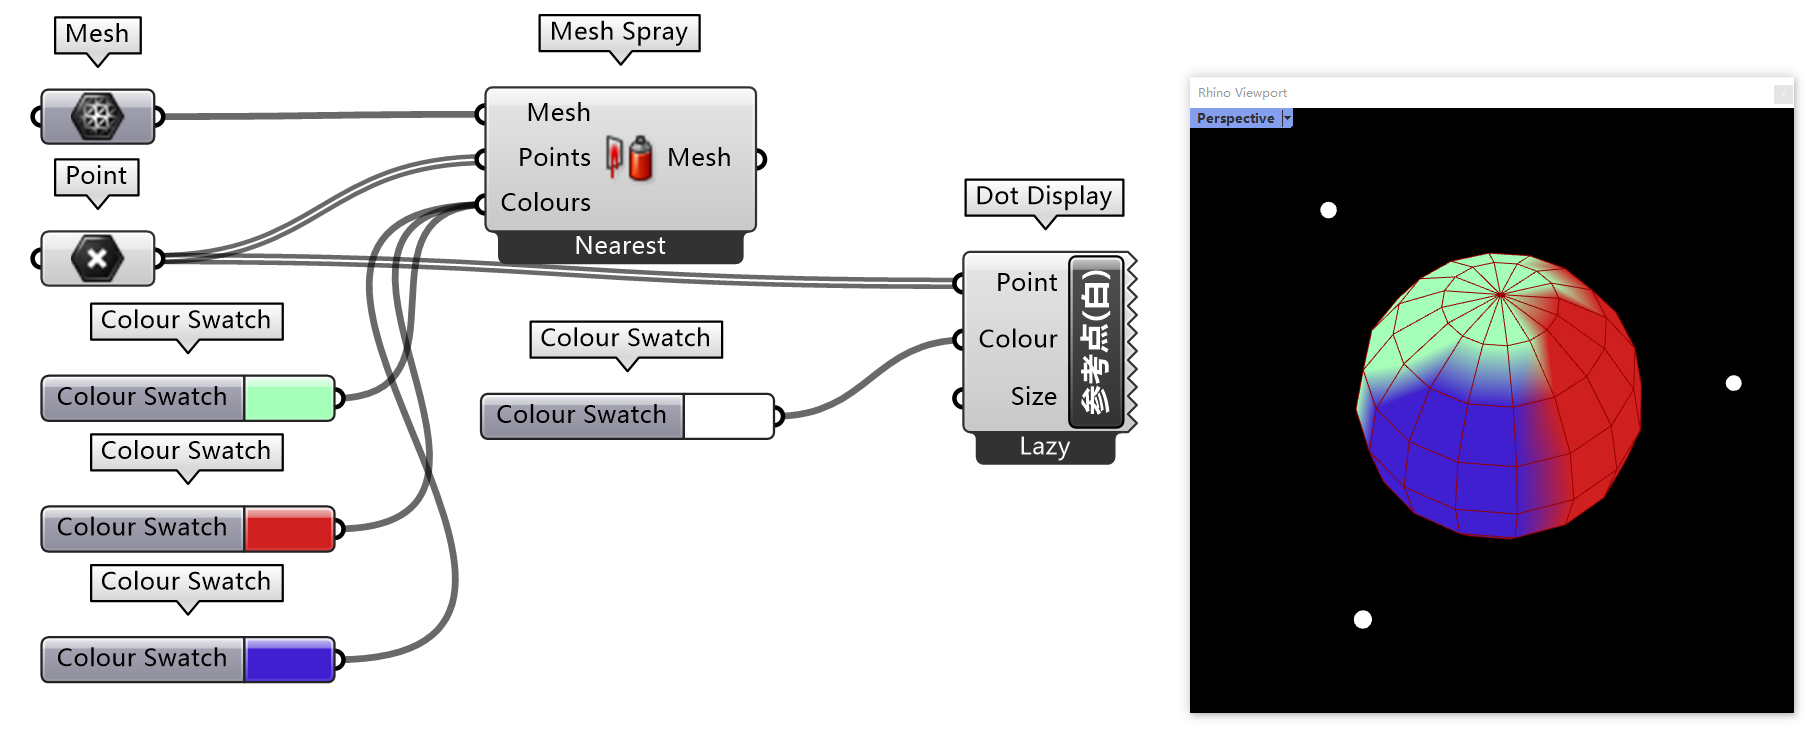 Mesh
Mesh Spray
Mesh
Points
Mesh
Colours
Nearest
Point
Colour Swatch
Colour Swatch
Colour Swatch
Colour Swatch
Colour Swatch
Colour Swatch
Colour Swatch
Colour Swatch
Dot Display
Point
Colour
Size
参考点(白)
Lazy
Rhino Viewport
Perspective